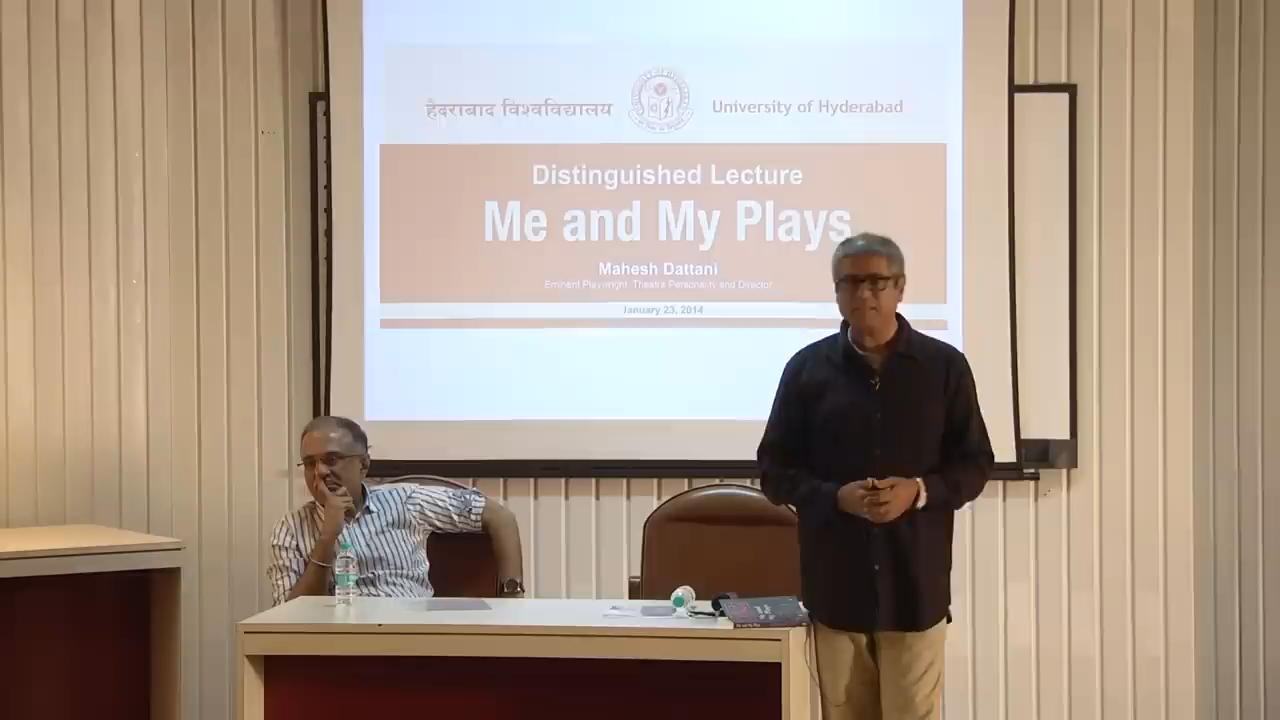 हैदराबाद विश्वविद्यालय
University of Hyderabad
Distinguished Lecture
Me and My Plays
Mahesh Dattani
Eminent Playwright, Theatre Personality and Director
January 23, 2014